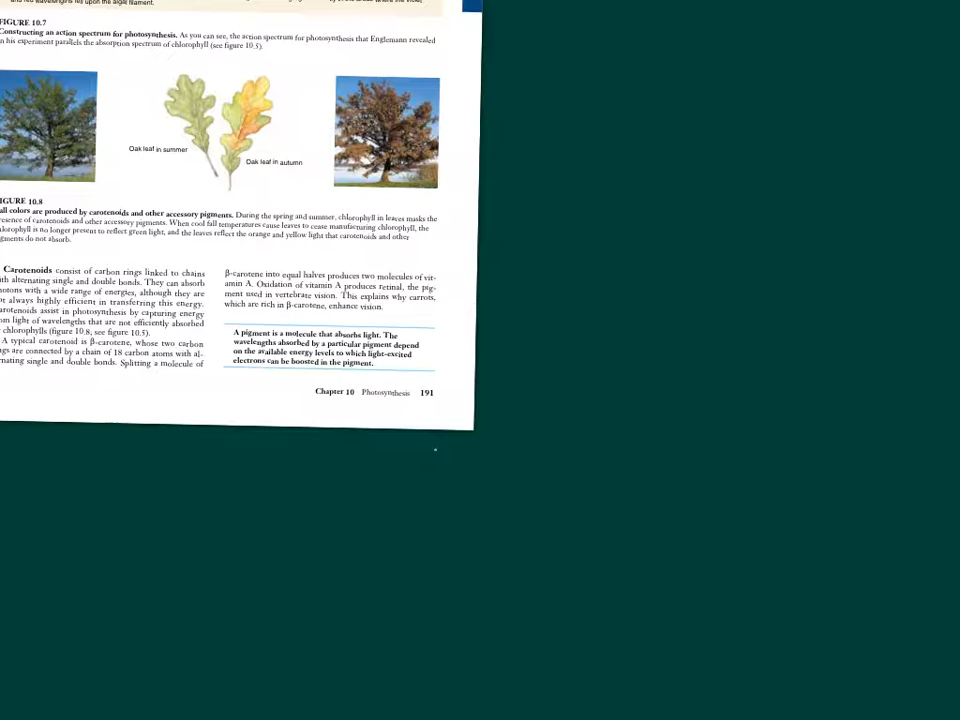 and red wavelengths fell upon the algal filament.
FIGURE 10.7
Constructing an action spectrum for photosynthesis. As you can see, the action spectrum for photosynthesis that Englemann revealed
in his experiment parallels the absorption spectrum of chlorophyll (see figure 10.5).
Oak leaf in summer
Oak leaf in autumn
IGURE 10.8
all colors are produced by carotenoids and other accessory pigments. During the spring and summer, chlorophyll in leaves masks the
resence of carotenoids and other accessory pigments. When cool fall temperatures cause leaves to cease manufacturing chlorophyll, the
hlorophyll is no longer present to reflect green light, and the leaves reflect the orange and yellow light that carotenoids and other
igments do not absorb.
Carotenoids consist of carbon rings linked to chains
ith alternating single and double bonds. They can absorb
hotons with a wide range of energies, although they are
ot always highly efficient in transferring this energy.
arotenoids assist in photosynthesis by capturing energy
om light of wavelengths that are not efficiently absorbed
chlorophylls (figure 10.8; see figure 10.5).
A typical carotenoid is β-carotene, whose two carbon
ngs are connected by a chain of 18 carbon atoms with al-
rnating single and double bonds. Splitting a molecule of
β-carotene into equal halves produces two molecules of vit-
amin A. Oxidation of vitamin A produces retinal, the pig-
ment used in vertebrate vision. This explains why carrots,
which are rich in β-carotene, enhance vision.
A pigment is a molecule that absorbs light. The
wavelengths absorbed by a particular pigment depend
on the available energy levels to which light-excited
electrons can be boosted in the pigment.
Chapter 10 Photosynthesis 191